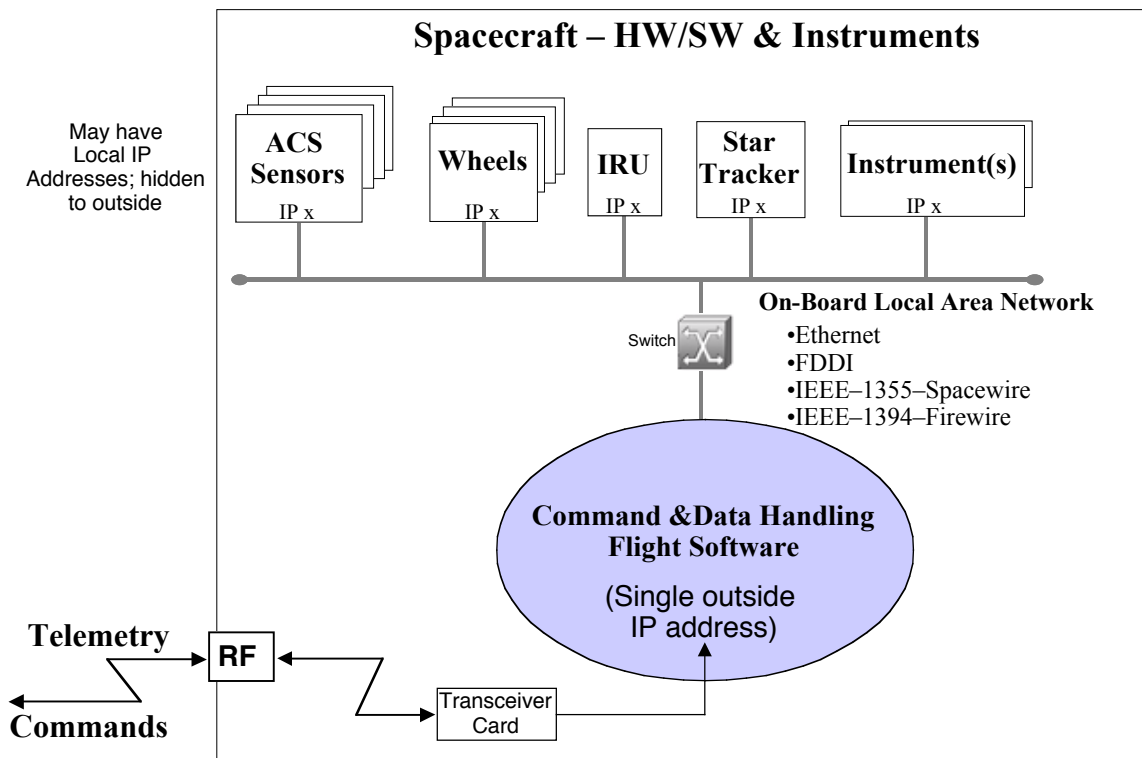 Spacecraft – HW/SW & Instruments
May have
Local IP
Addresses; hidden
to outside
ACS
Sensors
IP x
Wheels
IP x
IRU
IP x
Star
Tracker
IP x
Instrument(s)
IP x
On-Board Local Area Network
•Ethernet
•FDDI
•IEEE–1355–Spacewire
•IEEE–1394–Firewire
Switch
Command &Data Handling
Flight Software
(Single outside
IP address)
Telemetry
RF
Commands
Transceiver
Card